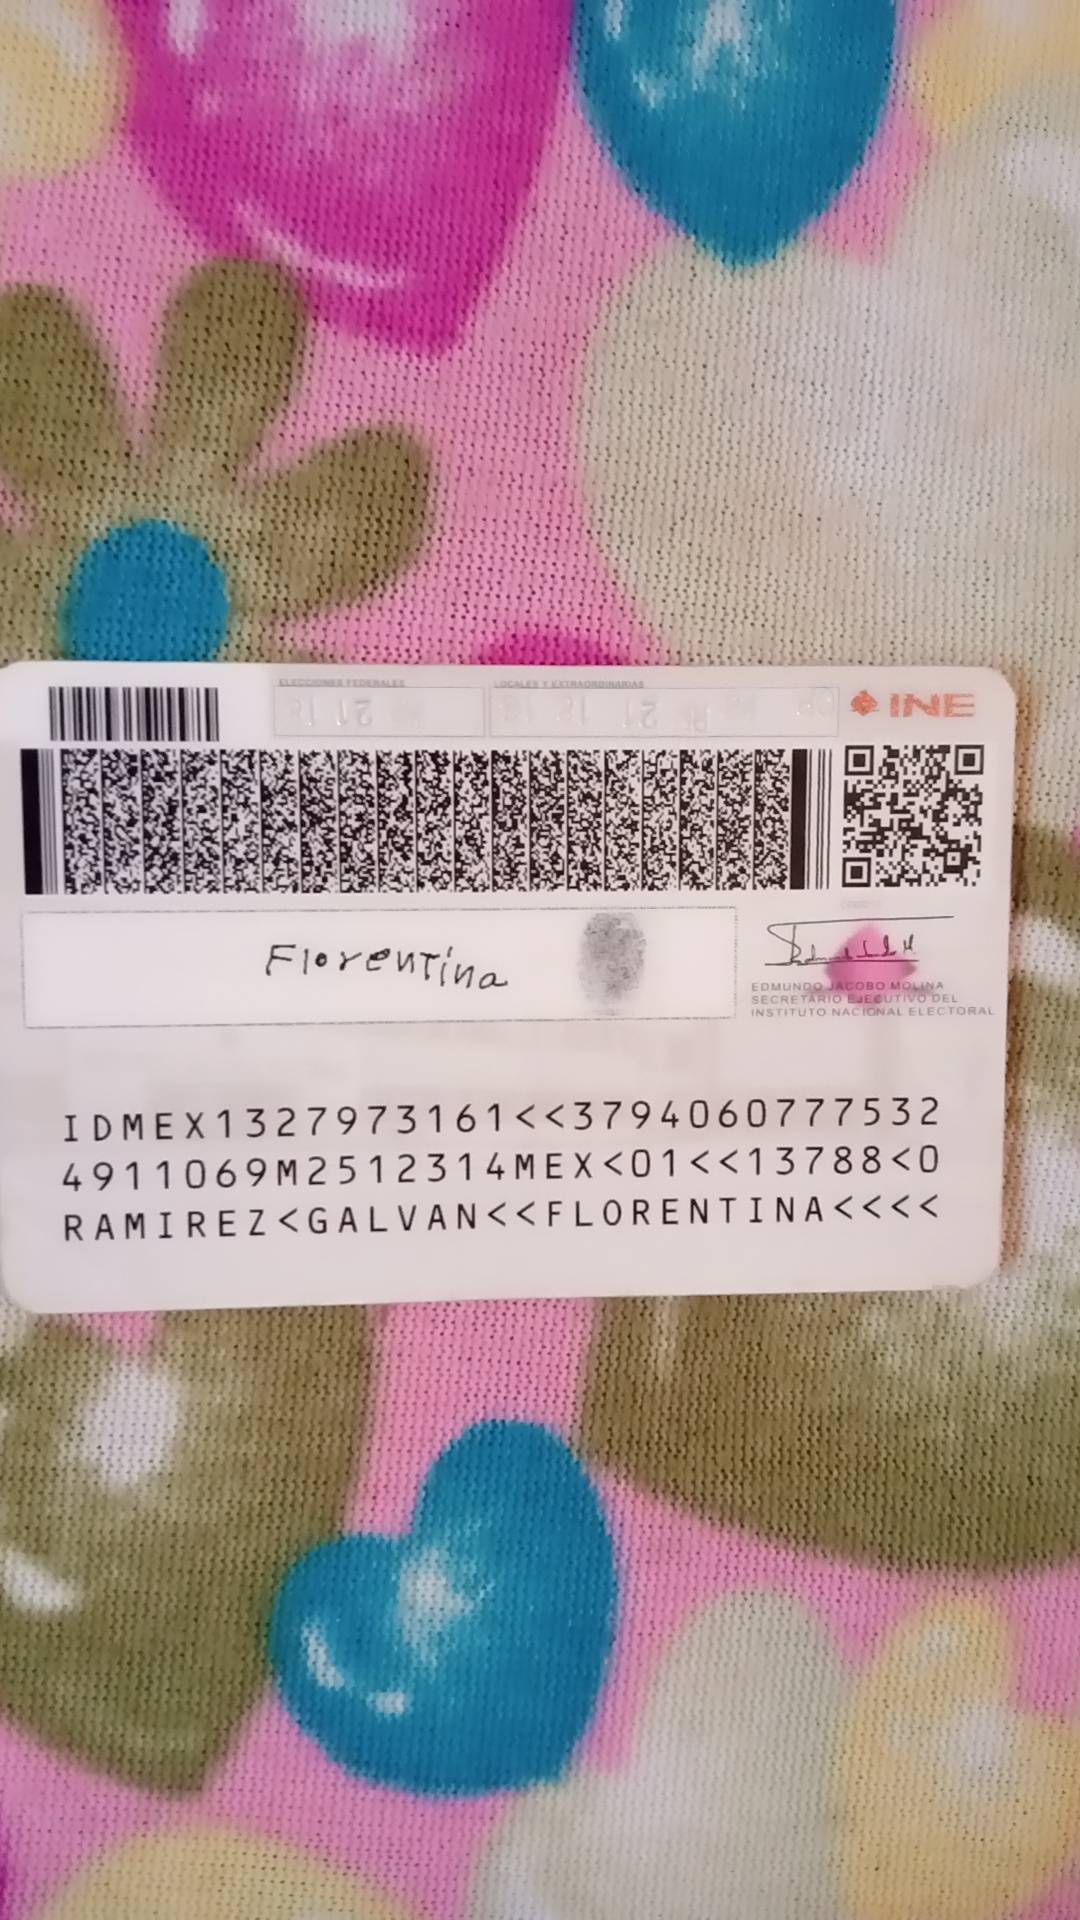 ELECCIONES FEDERALES
LOCALES Y EXTRAORDINARIAS
INE
Florentina
EDMUNDO JACOBO MOLINA
SECRETARIO EJECUTIVO DEL
INSTITUTO NACIONAL ELECTORAL
IDMEX1327973161<<3794060777532
4911069M2512314MEX<01<<13788<0
RAMIREZ<GALVAN<<FLORENTINA<<<<